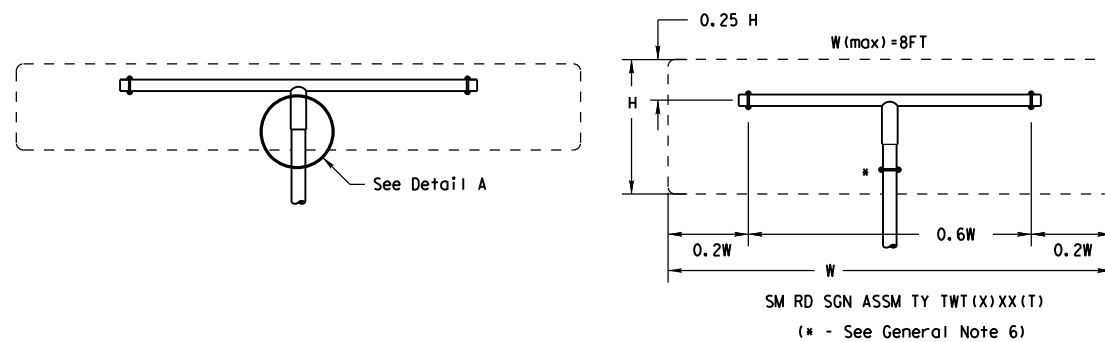 See Detail A
0.25 H
W(max)=8FT
H
*
0.2W
0.6W
0.2W
W
SM RD SGN ASSM TY TWT(X)XX(T)
(* - See General Note 6)